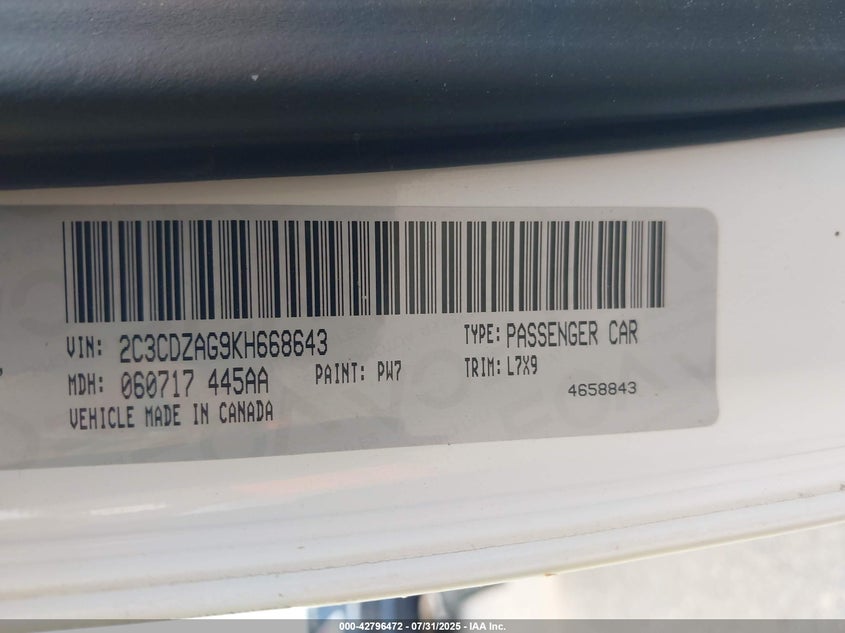 VIN: 2C3CDZAG9KH668643 TYPE: PASSENGER CAR
MDH: 060717 445AA PAINT: PW7 TRIM: L7X9
VEHICLE MADE IN CANADA 4658843
000-42796472 - 07/31/2025 - IAA Inc.